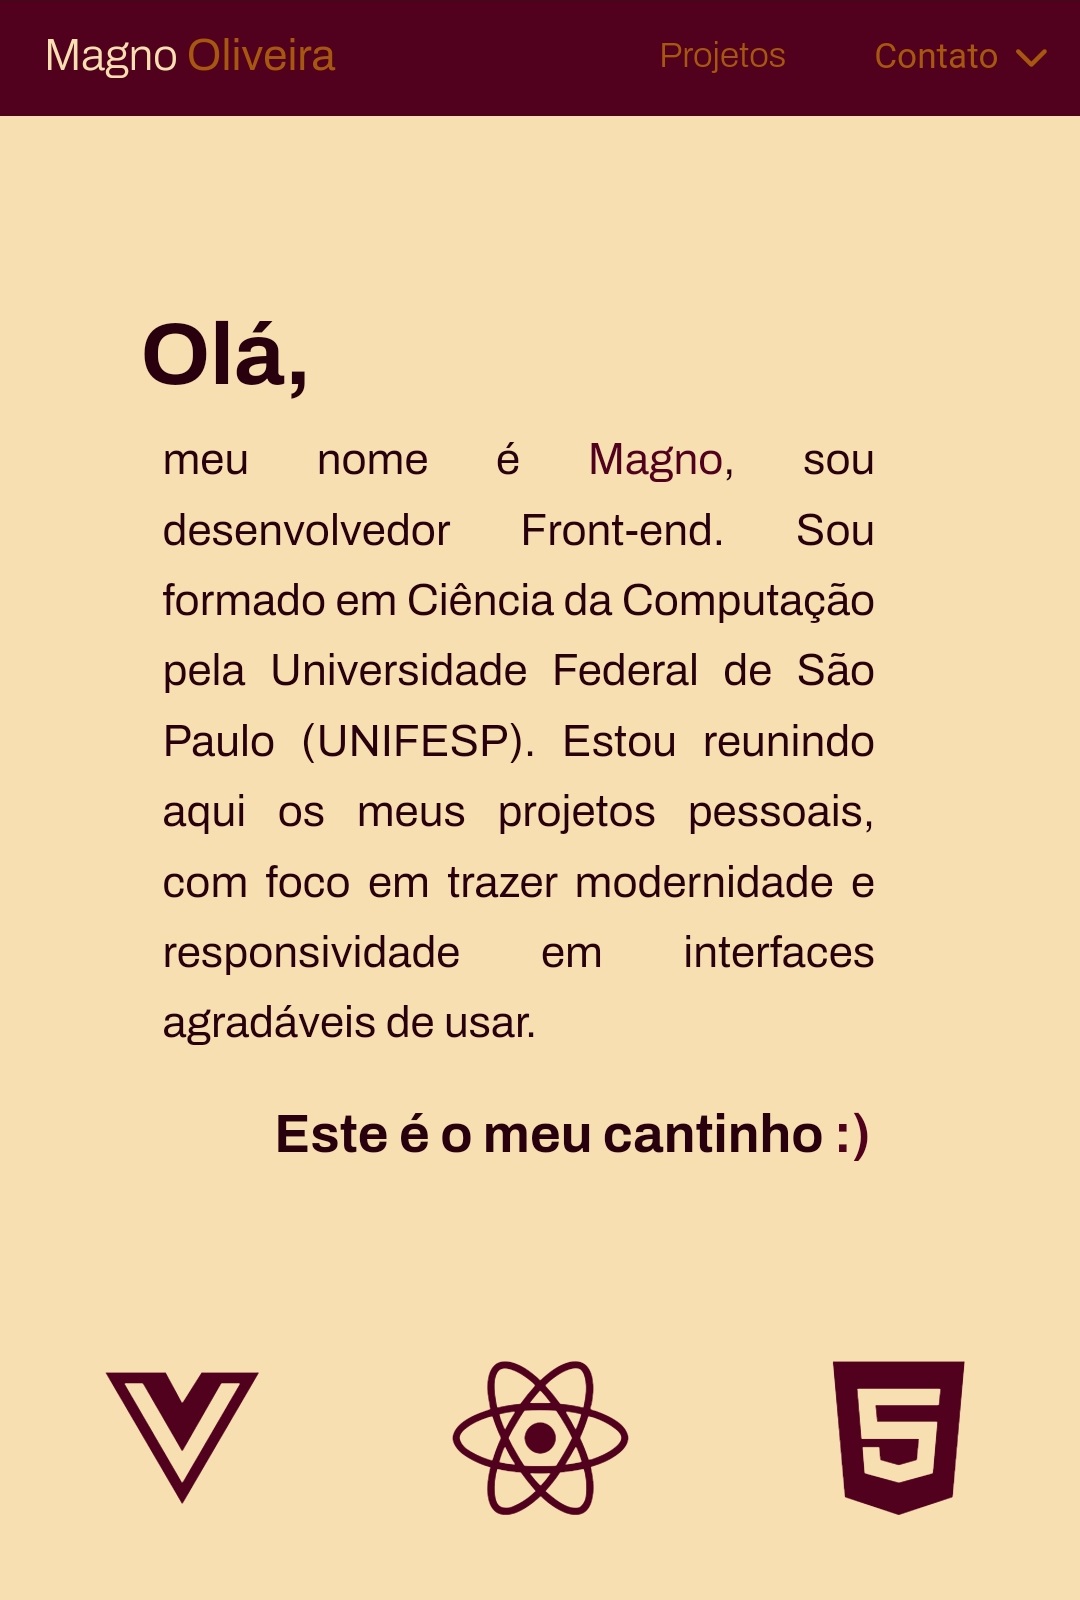 Magno Oliveira
Projetos
Contato
Olá,
meu nome é Magno, sou
desenvolvedor Front-end. Sou
formado em Ciência da Computação
pela Universidade Federal de São
Paulo (UNIFESP). Estou reunindo
aqui os meus projetos pessoais,
com foco em trazer modernidade e
responsividade em interfaces
agradáveis de usar.
Este é o meu cantinho :)
5